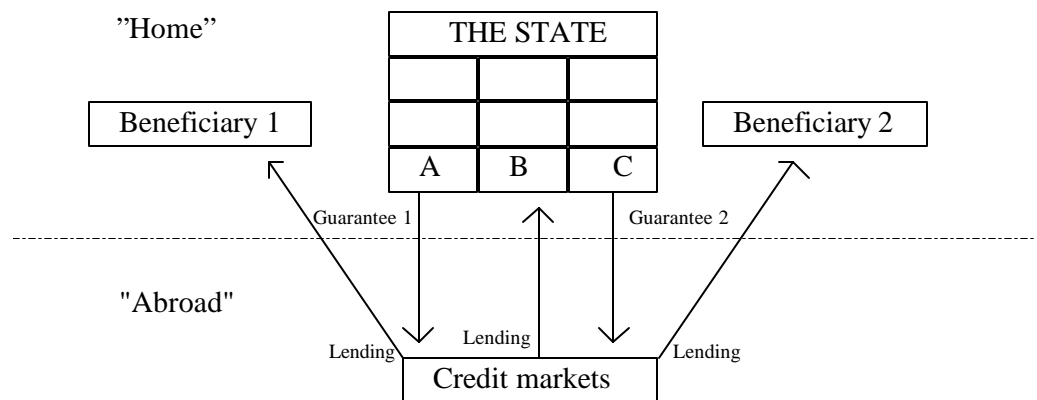 ”Home”
THE STATE
Beneficiary 1
Beneficiary 2
A B C
Guarantee 1
Guarantee 2
"Abroad"
Lending
Lending
Lending
Credit markets